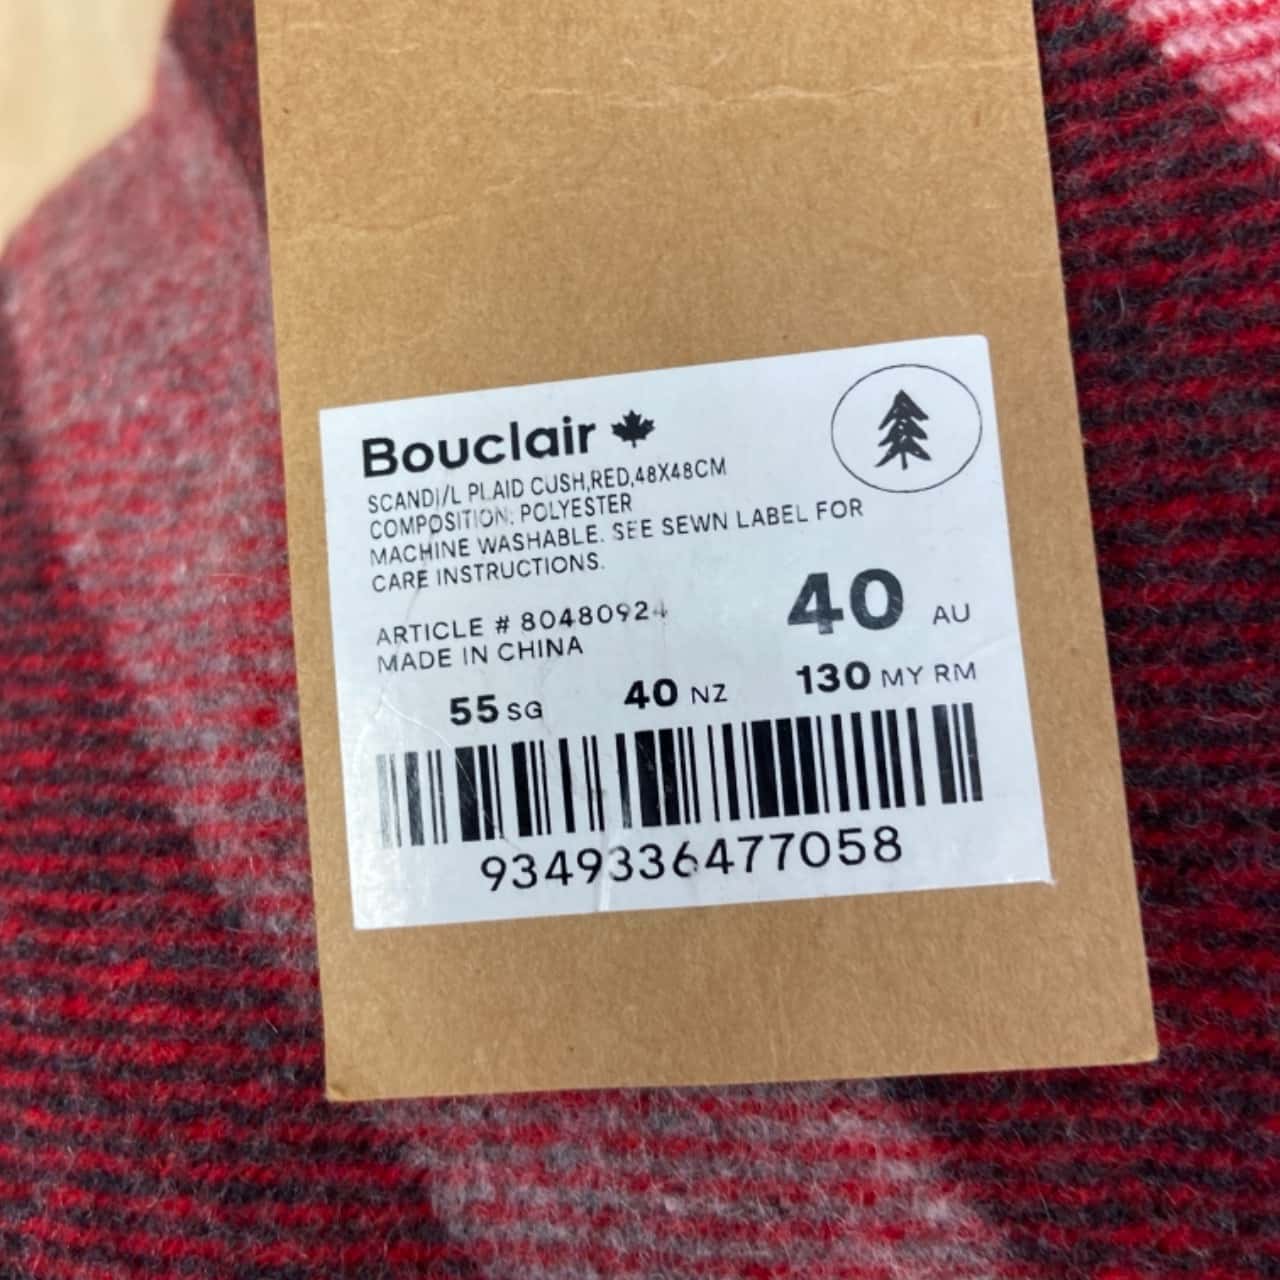 Bouclair
SCANDI/L PLAID CUSH,RED,48X48CM
COMPOSITION: POLYESTER
MACHINE WASHABLE. SEE SEWN LABEL FOR
CARE INSTRUCTIONS.
ARTICLE # 80480924
MADE IN CHINA
40 AU
55 SG 40 NZ 130 MY RM
9349336477058